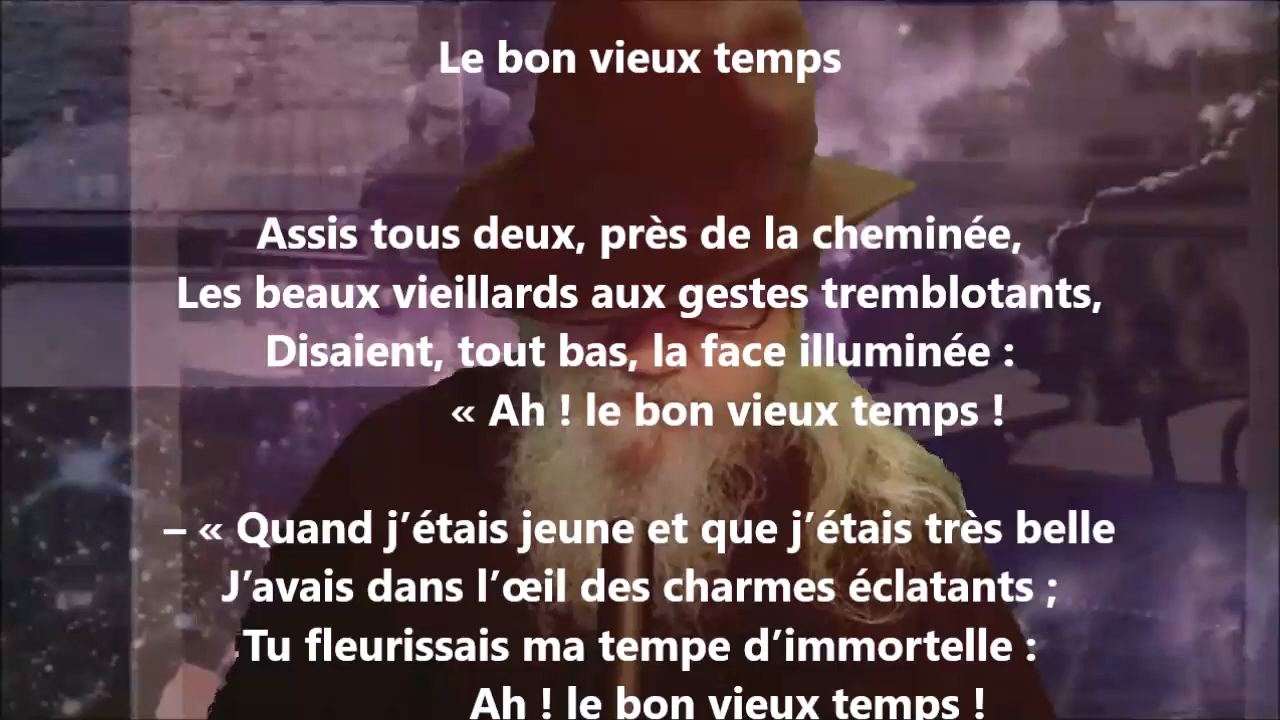 Le bon vieux temps
Assis tous deux, près de la cheminée,
Les beaux vieillards aux gestes tremblotants,
Disaient, tout bas, la face illuminée :
« Ah ! le bon vieux temps !
– « Quand j’étais jeune et que j’étais très belle
J’avais dans l’œil des charmes éclatants ;
Tu fleurissais ma tempe d’immortelle :
Ah ! le bon vieux temps !